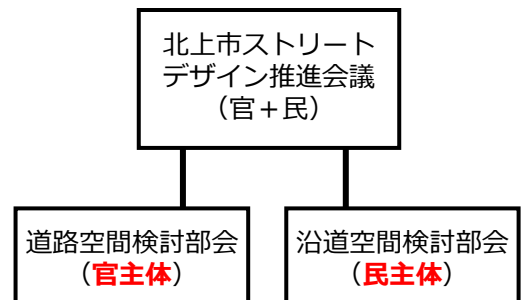 北上市ストリート
デザイン推進会議
（官＋民）
道路空間検討部会
（官主体）
沿道空間検討部会
（民主体）